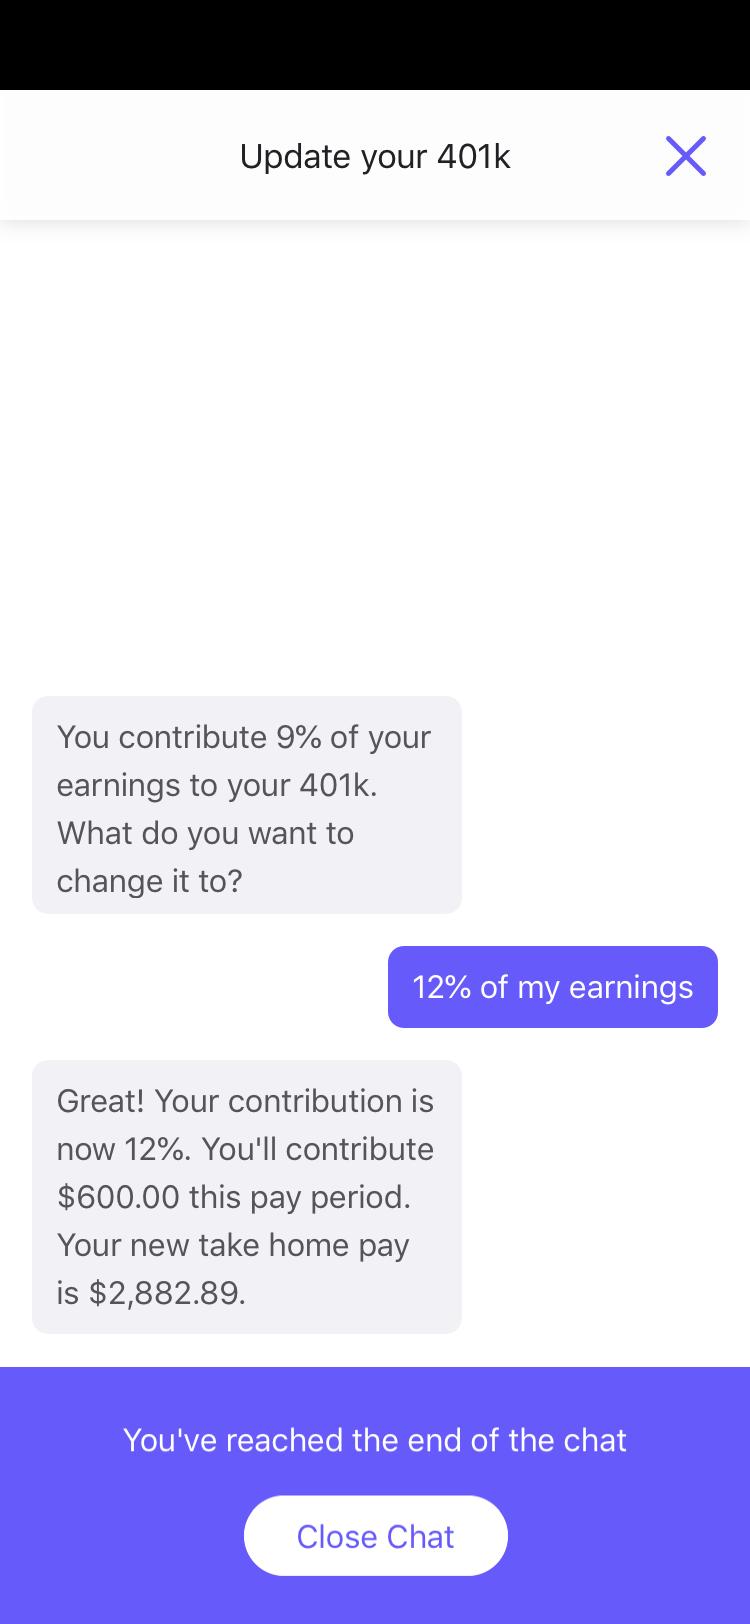 Update your 401k
You contribute 9% of your
earnings to your 401k.
What do you want to
change it to?
12% of my earnings
Great! Your contribution is
now 12%. You'll contribute
$600.00 this pay period.
Your new take home pay
is $2,882.89.
You've reached the end of the chat
Close Chat